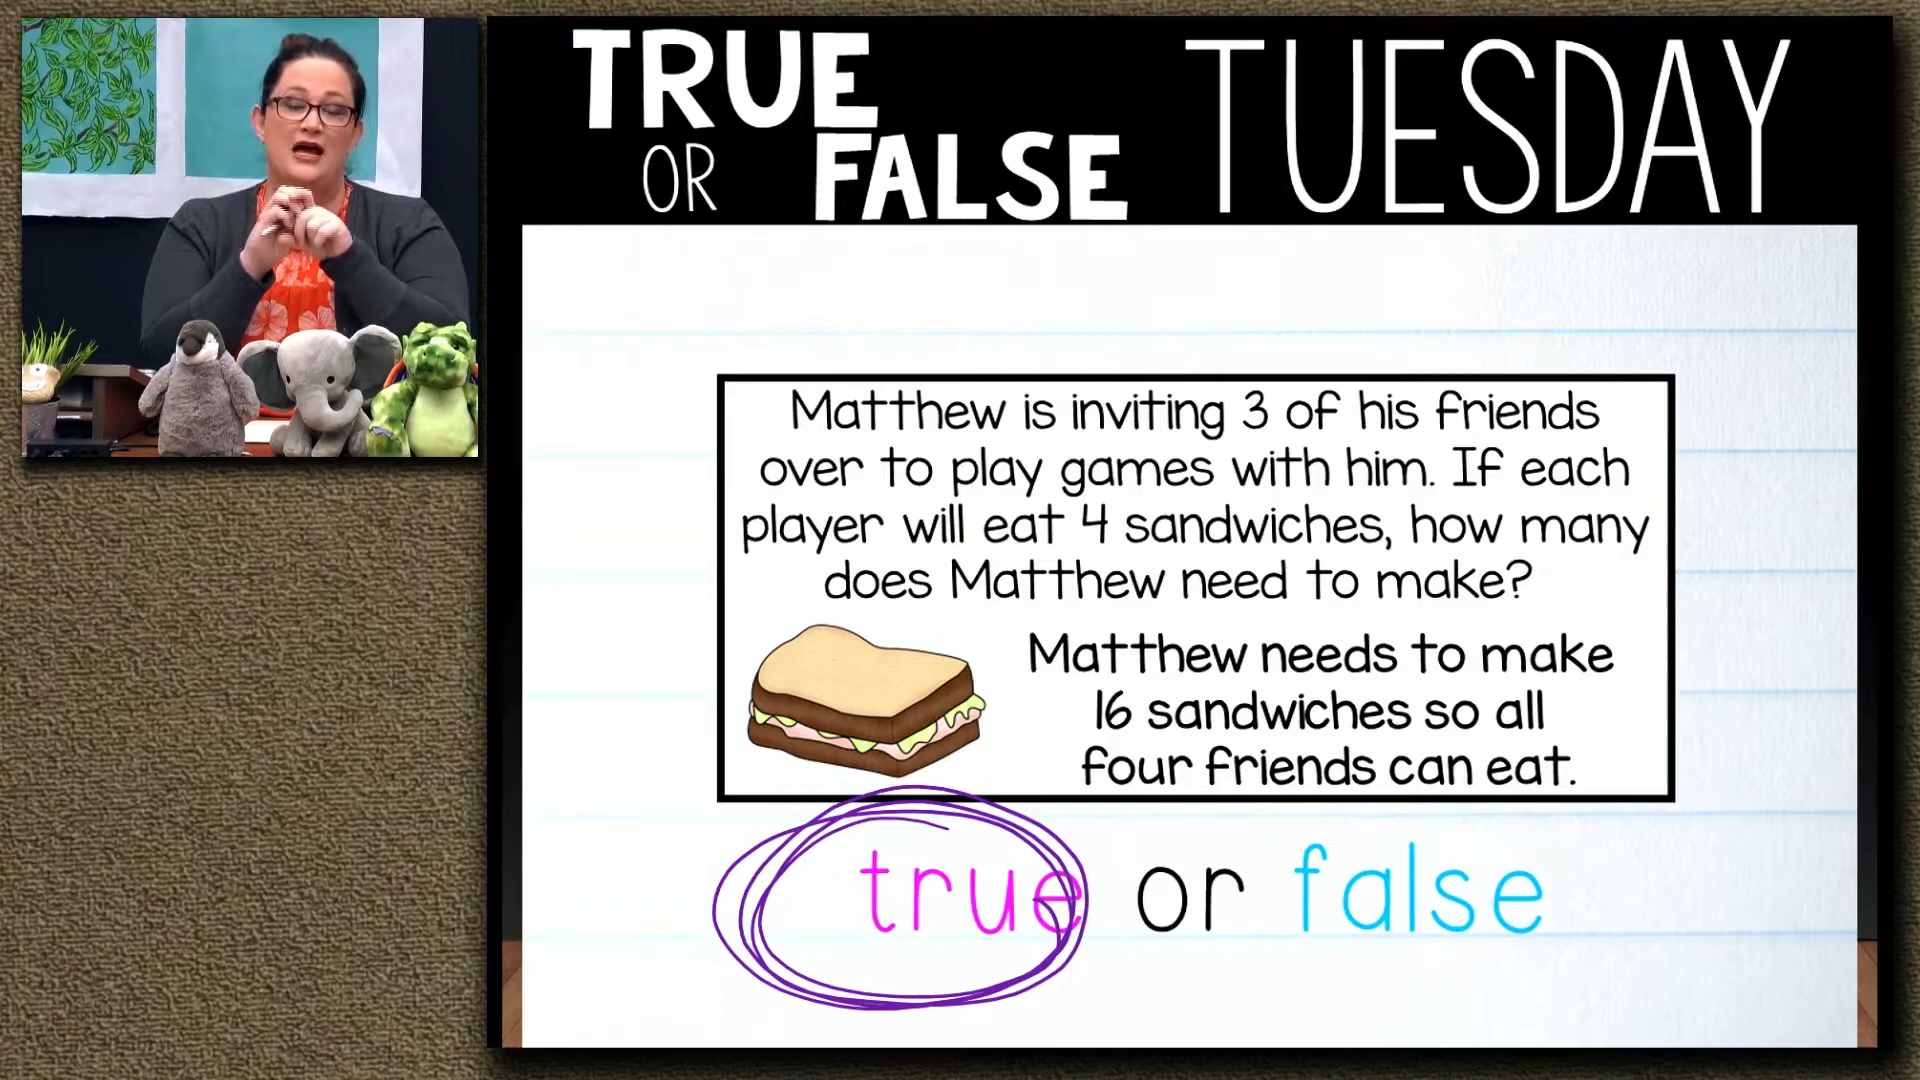 TRUE
OR FALSE
TUESDAY
Matthew is inviting 3 of his friends
over to play games with him. If each
player will eat 4 sandwiches, how many
does Matthew need to make?
Matthew needs to make
16 sandwiches so all
four friends can eat.
true or false